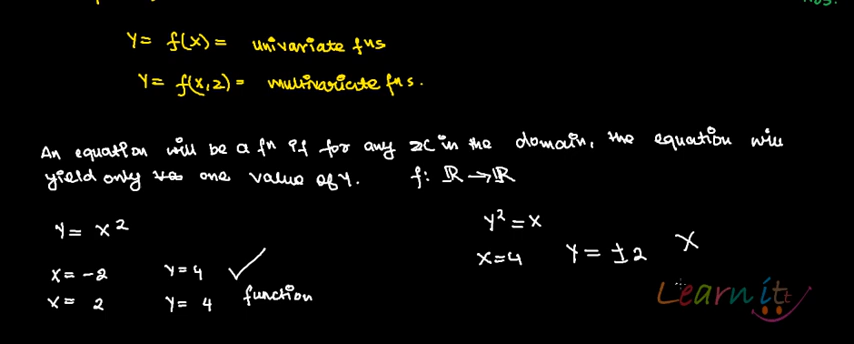 Y = f(x) = univariate fns
Y = f(x,z) = multivariate fns.
An equation will be a fn if for any x in the domain, the equation will
yield only one value of y. f: ℝ → ℝ
Y = x²
x = -2 Y = 4 ✓
x = 2 Y = 4 function
y² = x
x = 4 Y = ±2 X
Learn itt